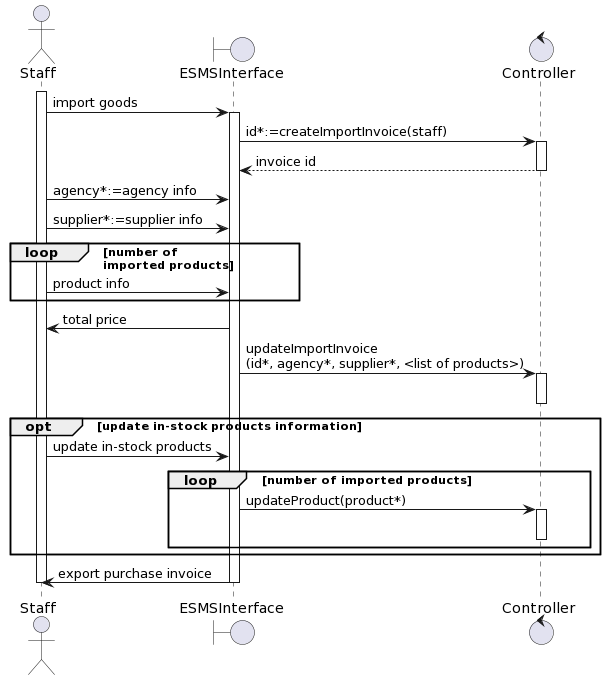 Staff
ESMSInterface
Controller
import goods
id*:=createImportInvoice(staff)
invoice id
agency*:=agency info
supplier*:=supplier info
loop
[number of
imported products]
product info
total price
updateImportInvoice
(id*, agency*, supplier*, <list of products>)
opt
[update in-stock products information]
update in-stock products
loop
[number of imported products]
updateProduct(product*)
export purchase invoice
Staff
ESMSInterface
Controller